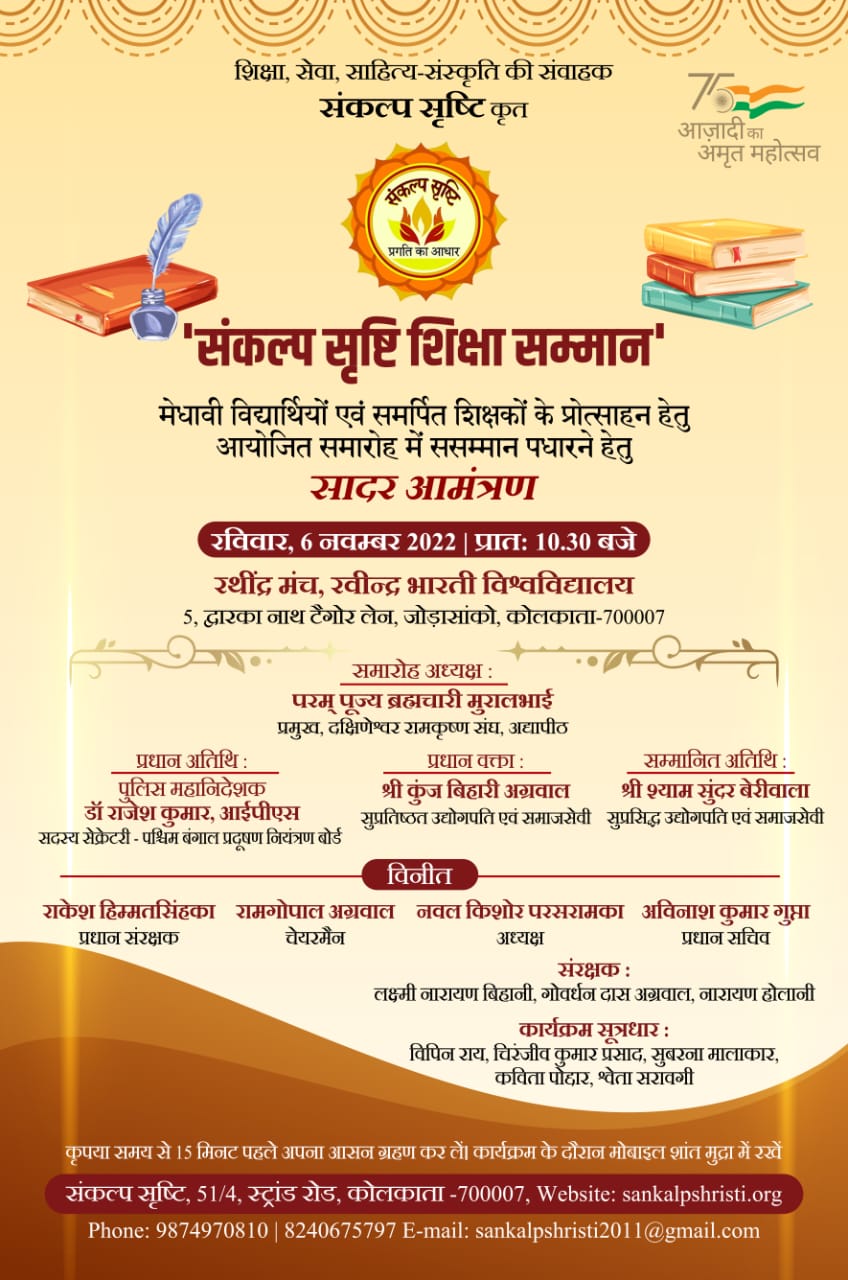 शिक्षा, सेवा, साहित्य-संस्कृति की संवाहक
संकल्प सृष्टि कृत
75
आज़ादी का
अमृत महोत्सव
संकल्प सृष्टि
प्रगति का आधार
'संकल्प सृष्टि शिक्षा सम्मान'
मेधावी विद्यार्थियों एवं समर्पित शिक्षकों के प्रोत्साहन हेतु
आयोजित समारोह में ससम्मान पधारने हेतु
सादर आमंत्रण
रविवार, 6 नवम्बर 2022 | प्रात: 10.30 बजे
रथींद्र मंच, रवीन्द्र भारती विश्वविद्यालय
5, द्वारका नाथ टैगोर लेन, जोड़ासांको, कोलकाता-700007
समारोह अध्यक्ष :
परम् पूज्य ब्रह्मचारी मुरालभाई
प्रमुख, दक्षिणेश्वर रामकृष्ण संघ, अद्यापीठ
प्रधान अतिथि :
पुलिस महानिदेशक
डॉ राजेश कुमार, आईपीएस
सदस्य सेक्रेटरी - पश्चिम बंगाल प्रदूषण नियंत्रण बोर्ड
प्रधान वक्ता :
श्री कुंज बिहारी अग्रवाल
सुप्रतिष्ठत उद्योगपति एवं समाजसेवी
सम्मानित अतिथि :
श्री श्याम सुंदर बेरीवाला
सुप्रसिद्ध उद्योगपति एवं समाजसेवी
विनीत
राकेश हिम्मतसिंहका
प्रधान संरक्षक
रामगोपाल अग्रवाल
चेयरमैन
नवल किशोर परसरामका
अध्यक्ष
अविनाश कुमार गुप्ता
प्रधान सचिव
संरक्षक :
लक्ष्मी नारायण बिहानी, गोवर्धन दास अग्रवाल, नारायण होलानी
कार्यक्रम सूत्रधार :
विपिन राय, चिरंजीव कुमार प्रसाद, सुबरना मालाकार,
कविता पोद्दार, श्वेता सरावगी
कृपया समय से 15 मिनट पहले अपना आसन ग्रहण कर लें। कार्यक्रम के दौरान मोबाइल शांत मुद्रा में रखें
संकल्प सृष्टि, 51/4, स्ट्रांड रोड, कोलकाता -700007, Website: sankalpshristi.org
Phone: 9874970810 | 8240675797 E-mail: sankalpshristi2011@gmail.com